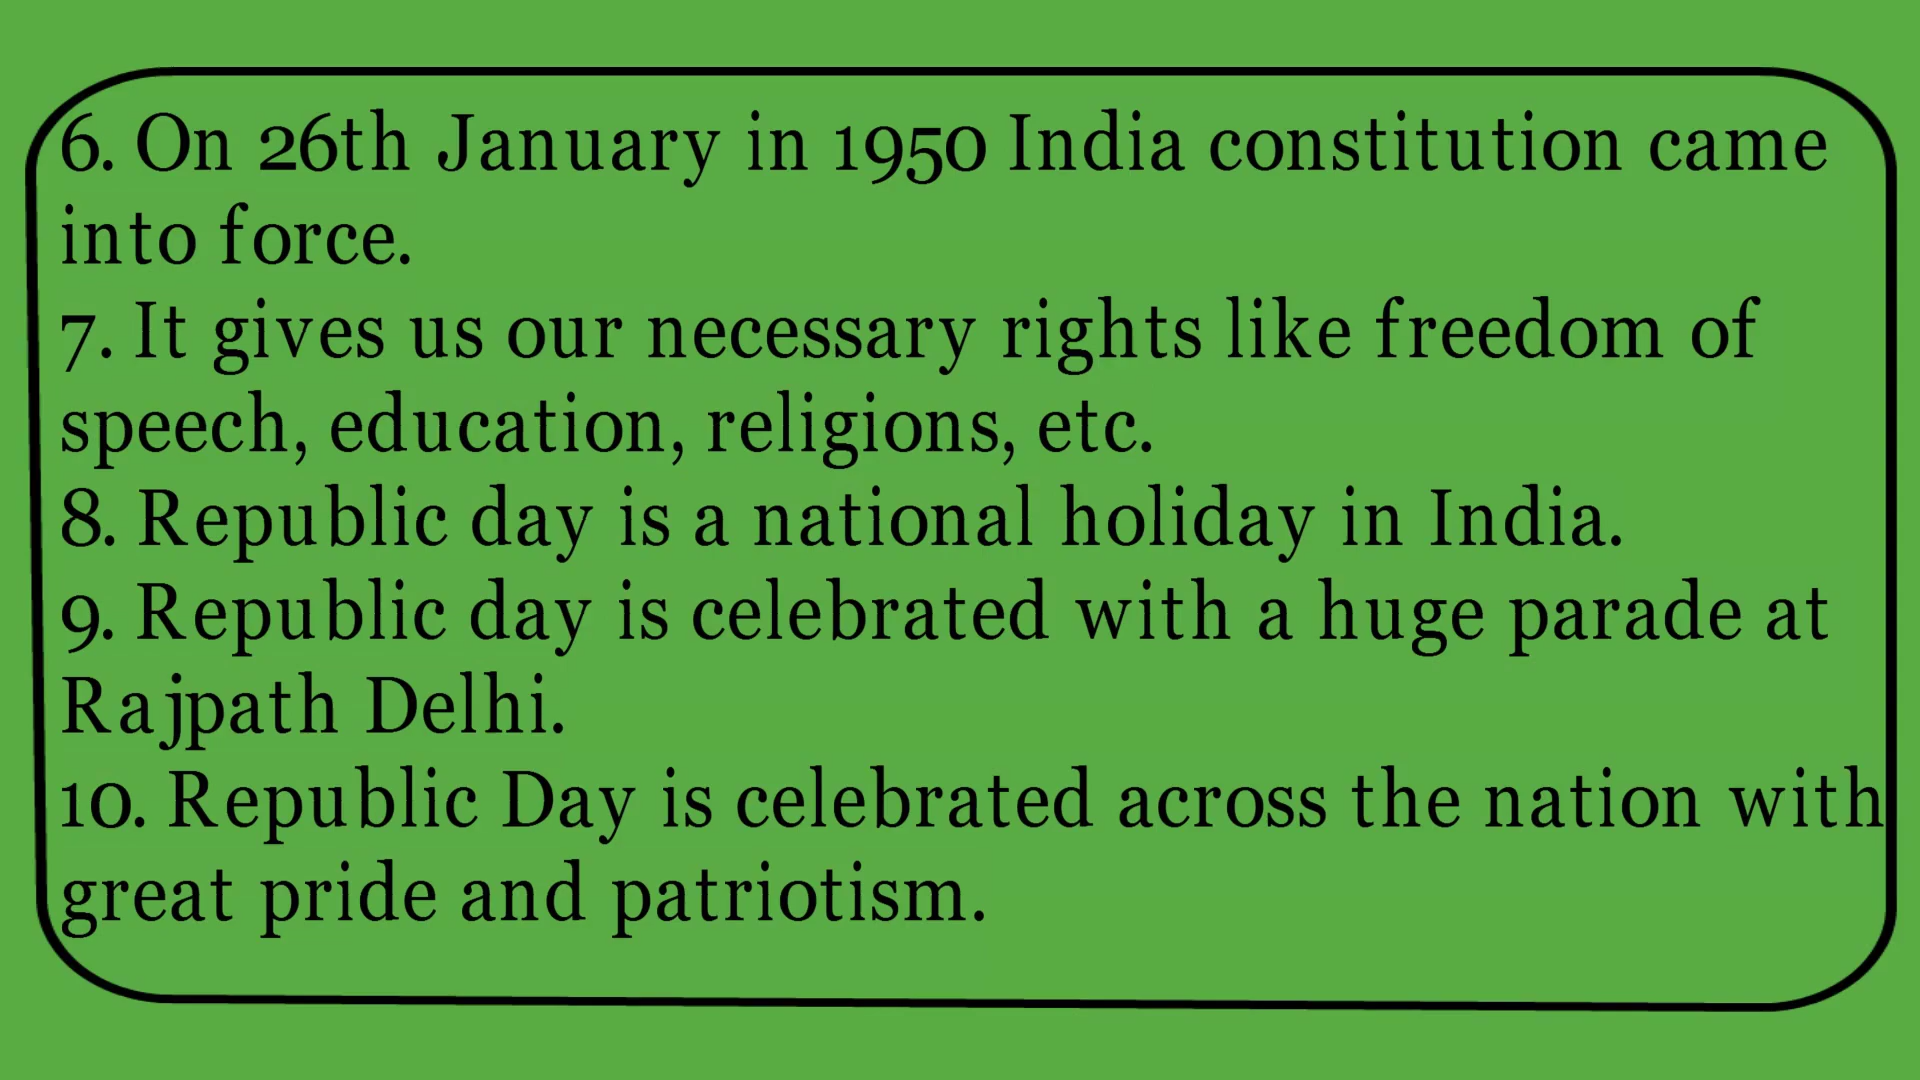 6. On 26th January in 1950 India constitution came
into force.
7. It gives us our necessary rights like freedom of
speech, education, religions, etc.
8. Republic day is a national holiday in India.
9. Republic day is celebrated with a huge parade at
Rajpath Delhi.
10. Republic Day is celebrated across the nation with
great pride and patriotism.